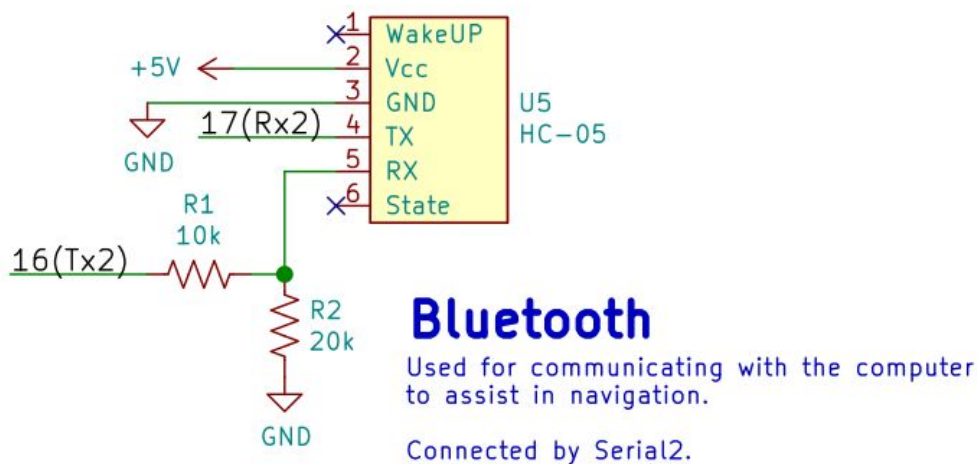 1 WakeUP
+5V 2 Vcc
3 GND
U5
17(Rx2) 4 TX
HC-05
GND
5 RX
6 State
R1
10k
16(Tx2)
R2
20k
GND
Bluetooth
Used for communicating with the computer
to assist in navigation.
Connected by Serial2.